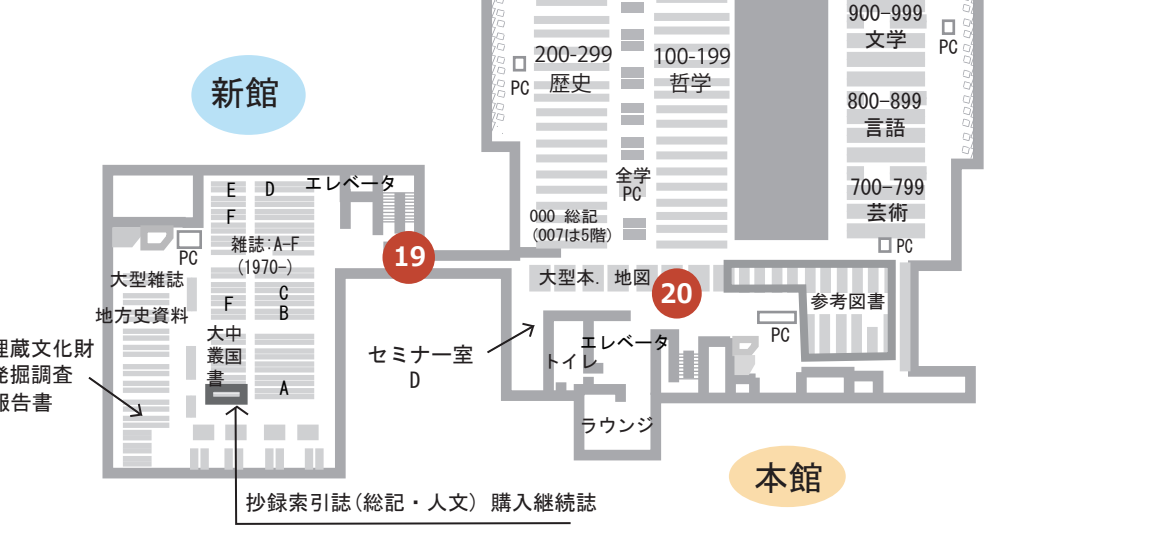 900-999
文学
PC
200-299
歴史
100-199
哲学
PC
新館
800-899
言語
全学
PC
700-799
芸術
エレベータ
E D
F
000 総記
(007は5階)
雑誌:A-F
(1970-)
PC
PC
19
大型雑誌
大型本. 地図
20
参考図書
F
C
B
地方史資料
大中
叢国
書
PC
埋蔵文化財
発掘調査
報告書
セミナー室
D
エレベータ
トイレ
A
ラウンジ
本館
抄録索引誌(総記・人文) 購入継続誌